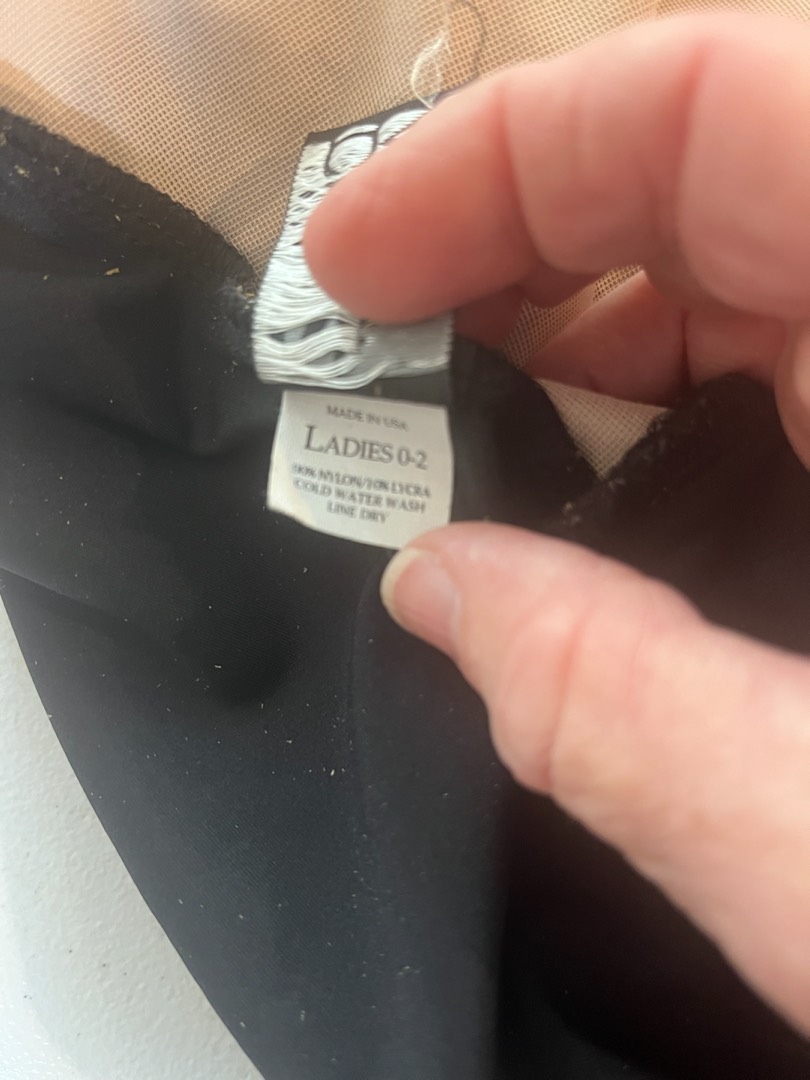 MADE IN USA
LADIES 0-2
90% NYLON/10% LYCRA
COLD WATER WASH
LINE DRY